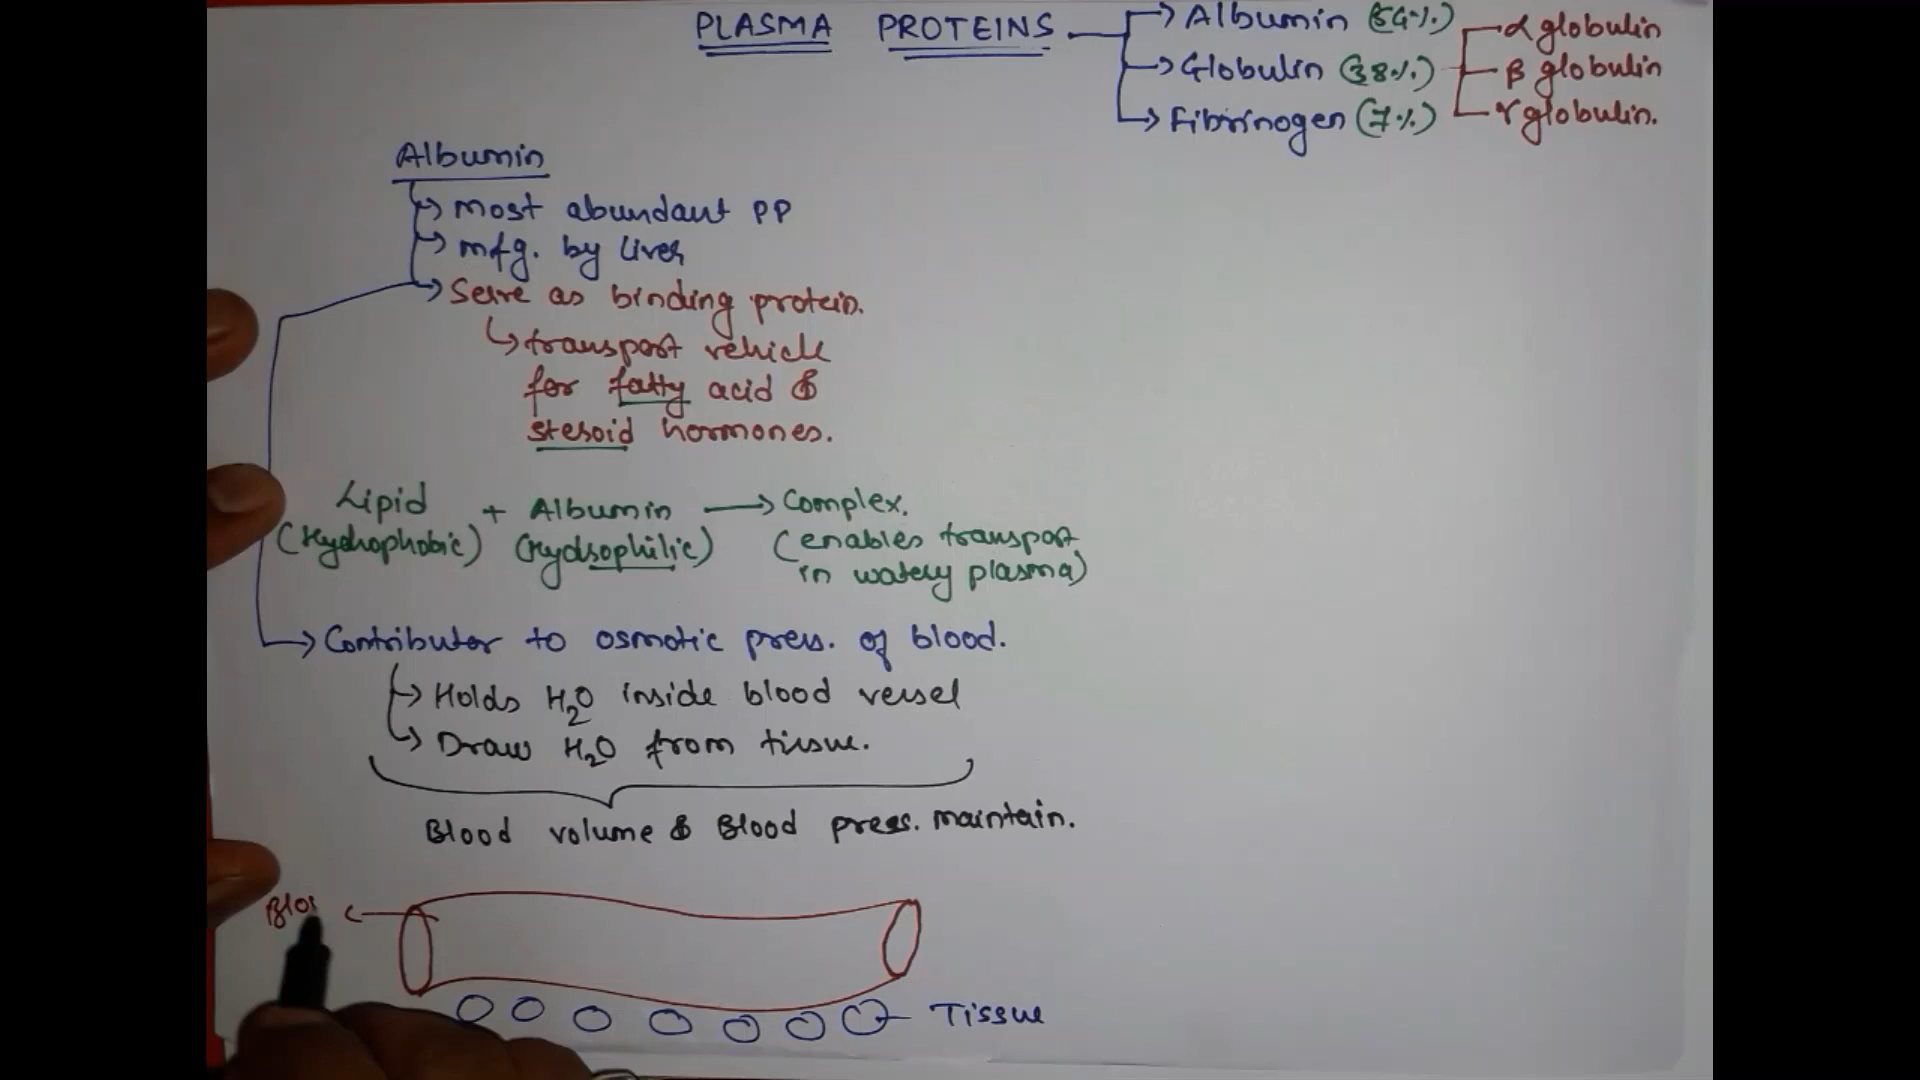 PLASMA PROTEINS → Albumin (54%)
→ Globulin (38%)
→ Fibrinogen (7%)
α globulin
β globulin
γ globulin.
Albumin
→ Most abundant PP
→ mfg. by liver
→ Serve as binding protein.
↳ transport vehicle
for fatty acid &
steroid hormones.
Lipid + Albumin → Complex.
(Hydrophobic) (Hydrophilic) (enables transport
in watery plasma)
→ Contributor to osmotic press. of blood.
→ Holds H₂O inside blood vessel
→ Draw H₂O from tissue.
Blood volume & Blood press. maintain.
Blo
Tissue